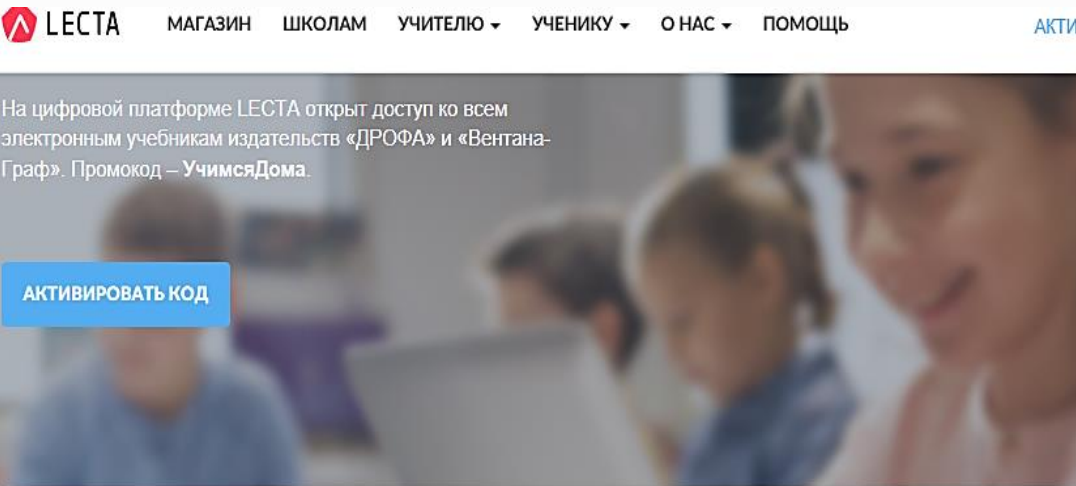 LECTA МАГАЗИН ШКОЛАМ УЧИТЕЛЮ УЧЕНИКУ О НАС ПОМОЩЬ АКТИ
На цифровой платформе LECTA открыт доступ ко всем
электронным учебникам издательств «ДРОФА» и «Вентана-
Граф». Промокод – УчимсяДома.
АКТИВИРОВАТЬ КОД